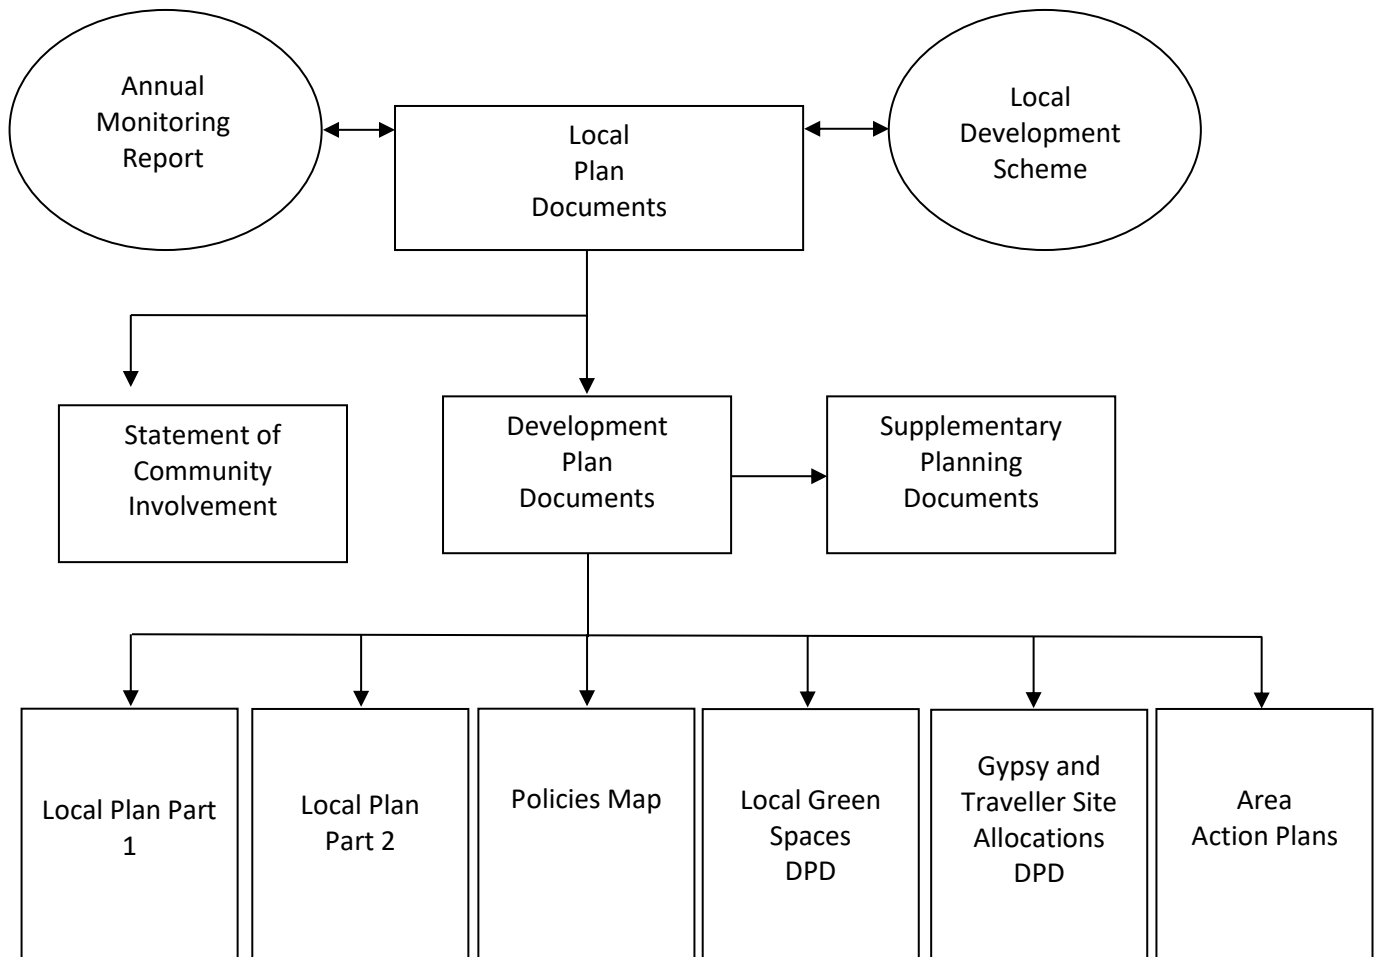 Annual
Monitoring
Report
Local
Plan
Documents
Local
Development
Scheme
Statement of
Community
Involvement
Development
Plan
Documents
Supplementary
Planning
Documents
Local Plan Part
1
Local Plan
Part 2
Policies Map
Local Green
Spaces
DPD
Gypsy and
Traveller Site
Allocations
DPD
Area
Action Plans